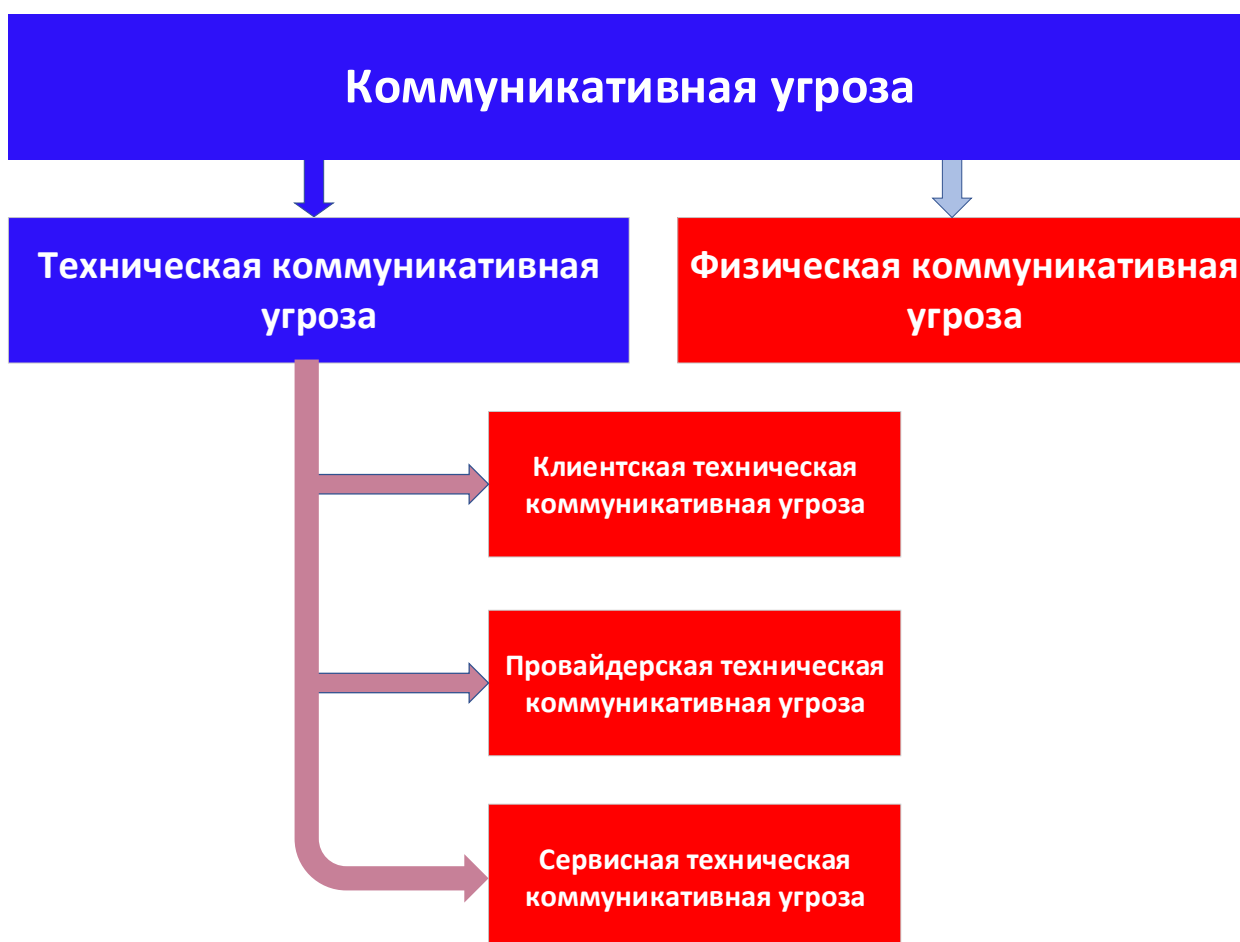 Коммуникативная угроза
Техническая коммуникативная
угроза
Физическая коммуникативная
угроза
Клиентская техническая
коммуникативная угроза
Провайдерская техническая
коммуникативная угроза
Сервисная техническая
коммуникативная угроза